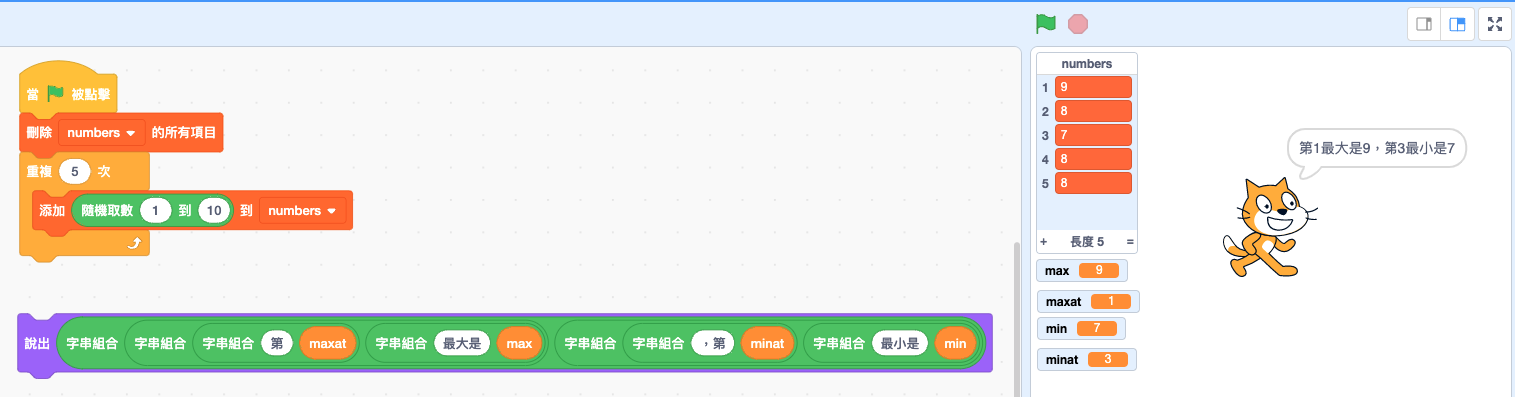 當 被點擊
刪除 numbers 的所有項目
重複 5 次
添加 隨機取數 1 到 10 到 numbers
說出 字串組合 字串組合 字串組合 第 maxat 字串組合 最大是 max 字串組合 字串組合 ，第 minat 字串組合 最小是 min
numbers
1 9
2 8
3 7
4 8
5 8
+ 長度 5 =
max 9
maxat 1
min 7
minat 3
第1最大是9，第3最小是7